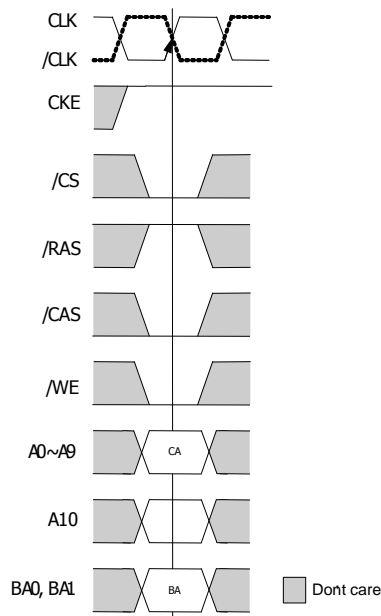 CLK
/CLK
CKE
/CS
/RAS
/CAS
/WE
A0~A9
CA
A10
BA0, BA1
BA
Dont care